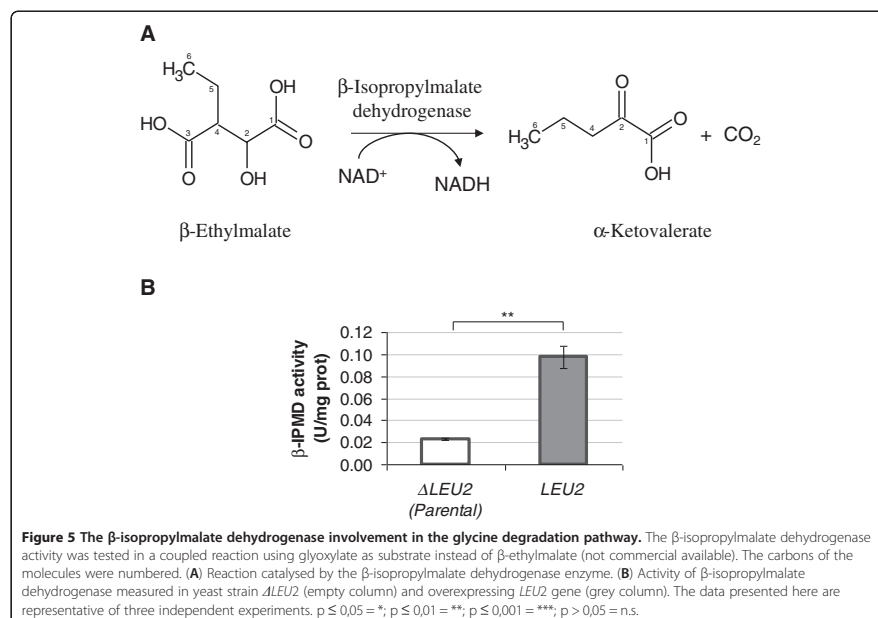 A
H₃C
6
5
OH
HO
3
4
2
1
O
O
OH
β-Isopropylmalate
dehydrogenase
NAD⁺
NADH
O
H₃C
6
5
4
2
1
O
OH
+ CO₂
β-Ethylmalate
α-Ketovalerate
B
**
β-IPMD activity
(U/mg prot)
0.12
0.10
0.08
0.06
0.04
0.02
0.00
ΔLEU2
(Parental)
LEU2
Figure 5 The β-isopropylmalate dehydrogenase involvement in the glycine degradation pathway. The β-isopropylmalate dehydrogenase
activity was tested in a coupled reaction using glyoxylate as substrate instead of β-ethylmalate (not commercial available). The carbons of the
molecules were numbered. (A) Reaction catalysed by the β-isopropylmalate dehydrogenase enzyme. (B) Activity of β-isopropylmalate
dehydrogenase measured in yeast strain ΔLEU2 (empty column) and overexpressing LEU2 gene (grey column). The data presented here are
representative of three independent experiments. p ≤ 0,05 = *; p ≤ 0,01 = **; p ≤ 0,001 = ***; p > 0,05 = n.s.